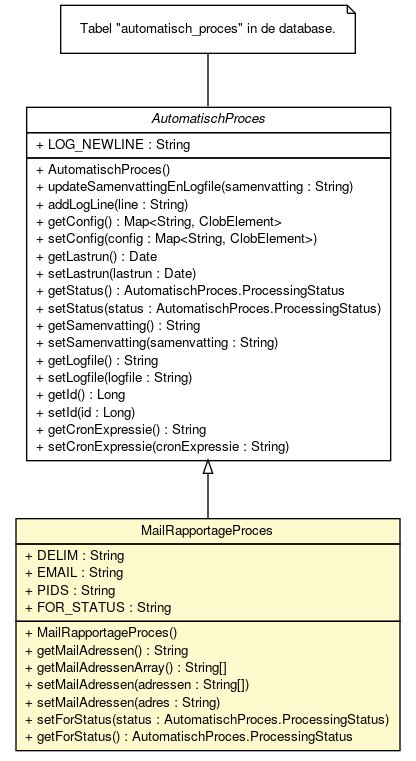 Tabel "automatisch_proces" in de database.
AutomatischProces
+ LOG_NEWLINE : String
+ AutomatischProces()
+ updateSamenvattingEnLogfile(samenvatting : String)
+ addLogLine(line : String)
+ getConfig() : Map<String, ClobElement>
+ setConfig(config : Map<String, ClobElement>)
+ getLastrun() : Date
+ setLastrun(lastrun : Date)
+ getStatus() : AutomatischProces.ProcessingStatus
+ setStatus(status : AutomatischProces.ProcessingStatus)
+ getSamenvatting() : String
+ setSamenvatting(samenvatting : String)
+ getLogfile() : String
+ setLogfile(logfile : String)
+ getId() : Long
+ setId(id : Long)
+ getCronExpressie() : String
+ setCronExpressie(cronExpressie : String)
MailRapportageProces
+ DELIM : String
+ EMAIL : String
+ PIDS : String
+ FOR_STATUS : String
+ MailRapportageProces()
+ getMailAdressen() : String
+ getMailAdressenArray() : String[]
+ setMailAdressen(adressen : String[])
+ setMailAdressen(adres : String)
+ setForStatus(status : AutomatischProces.ProcessingStatus)
+ getForStatus() : AutomatischProces.ProcessingStatus